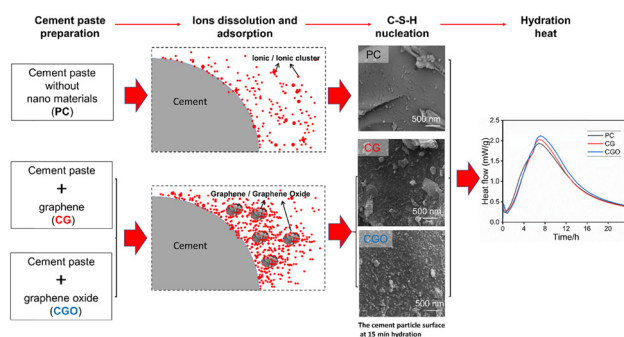 Cement paste
preparation
Ions dissolution and
adsorption
C-S-H
nucleation
Hydration
heat
Cement paste
without
nano materials
(PC)
Ionic / Ionic cluster
Cement
PC
500 nm
Cement paste
+
graphene
(CG)
Cement paste
+
graphene oxide
(CGO)
Graphene / Graphene Oxide
Cement
CG
500 nm
CGO
500 nm
The cement particle surface
at 15 min hydration
Heat flow (mW/g)
2.5
2.0
1.5
1.0
0.5
0.0
PC
CG
CGO
0 4 8 12 16 20
Time/h